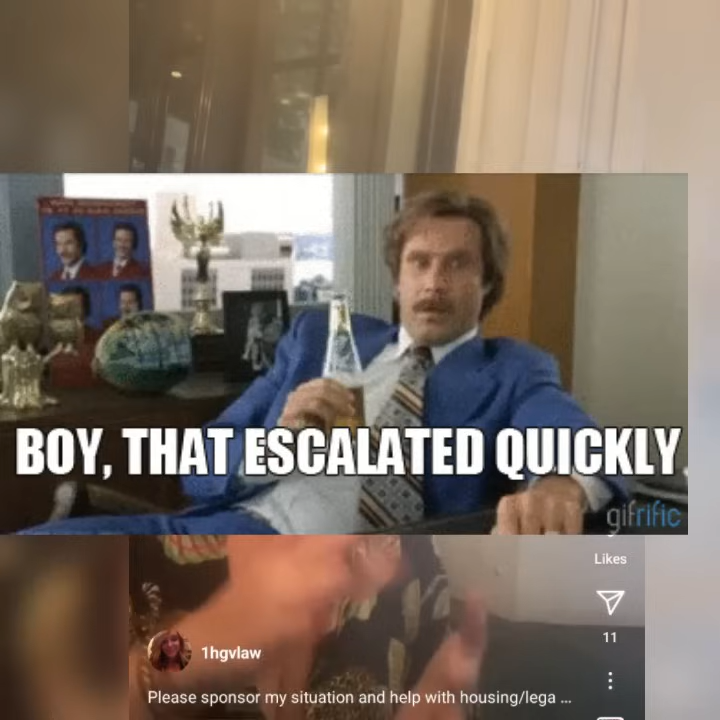 BOY, THAT ESCALATED QUICKLY
gifrific
Likes
11
1hgvlaw
Please sponsor my situation and help with housing/lega ...